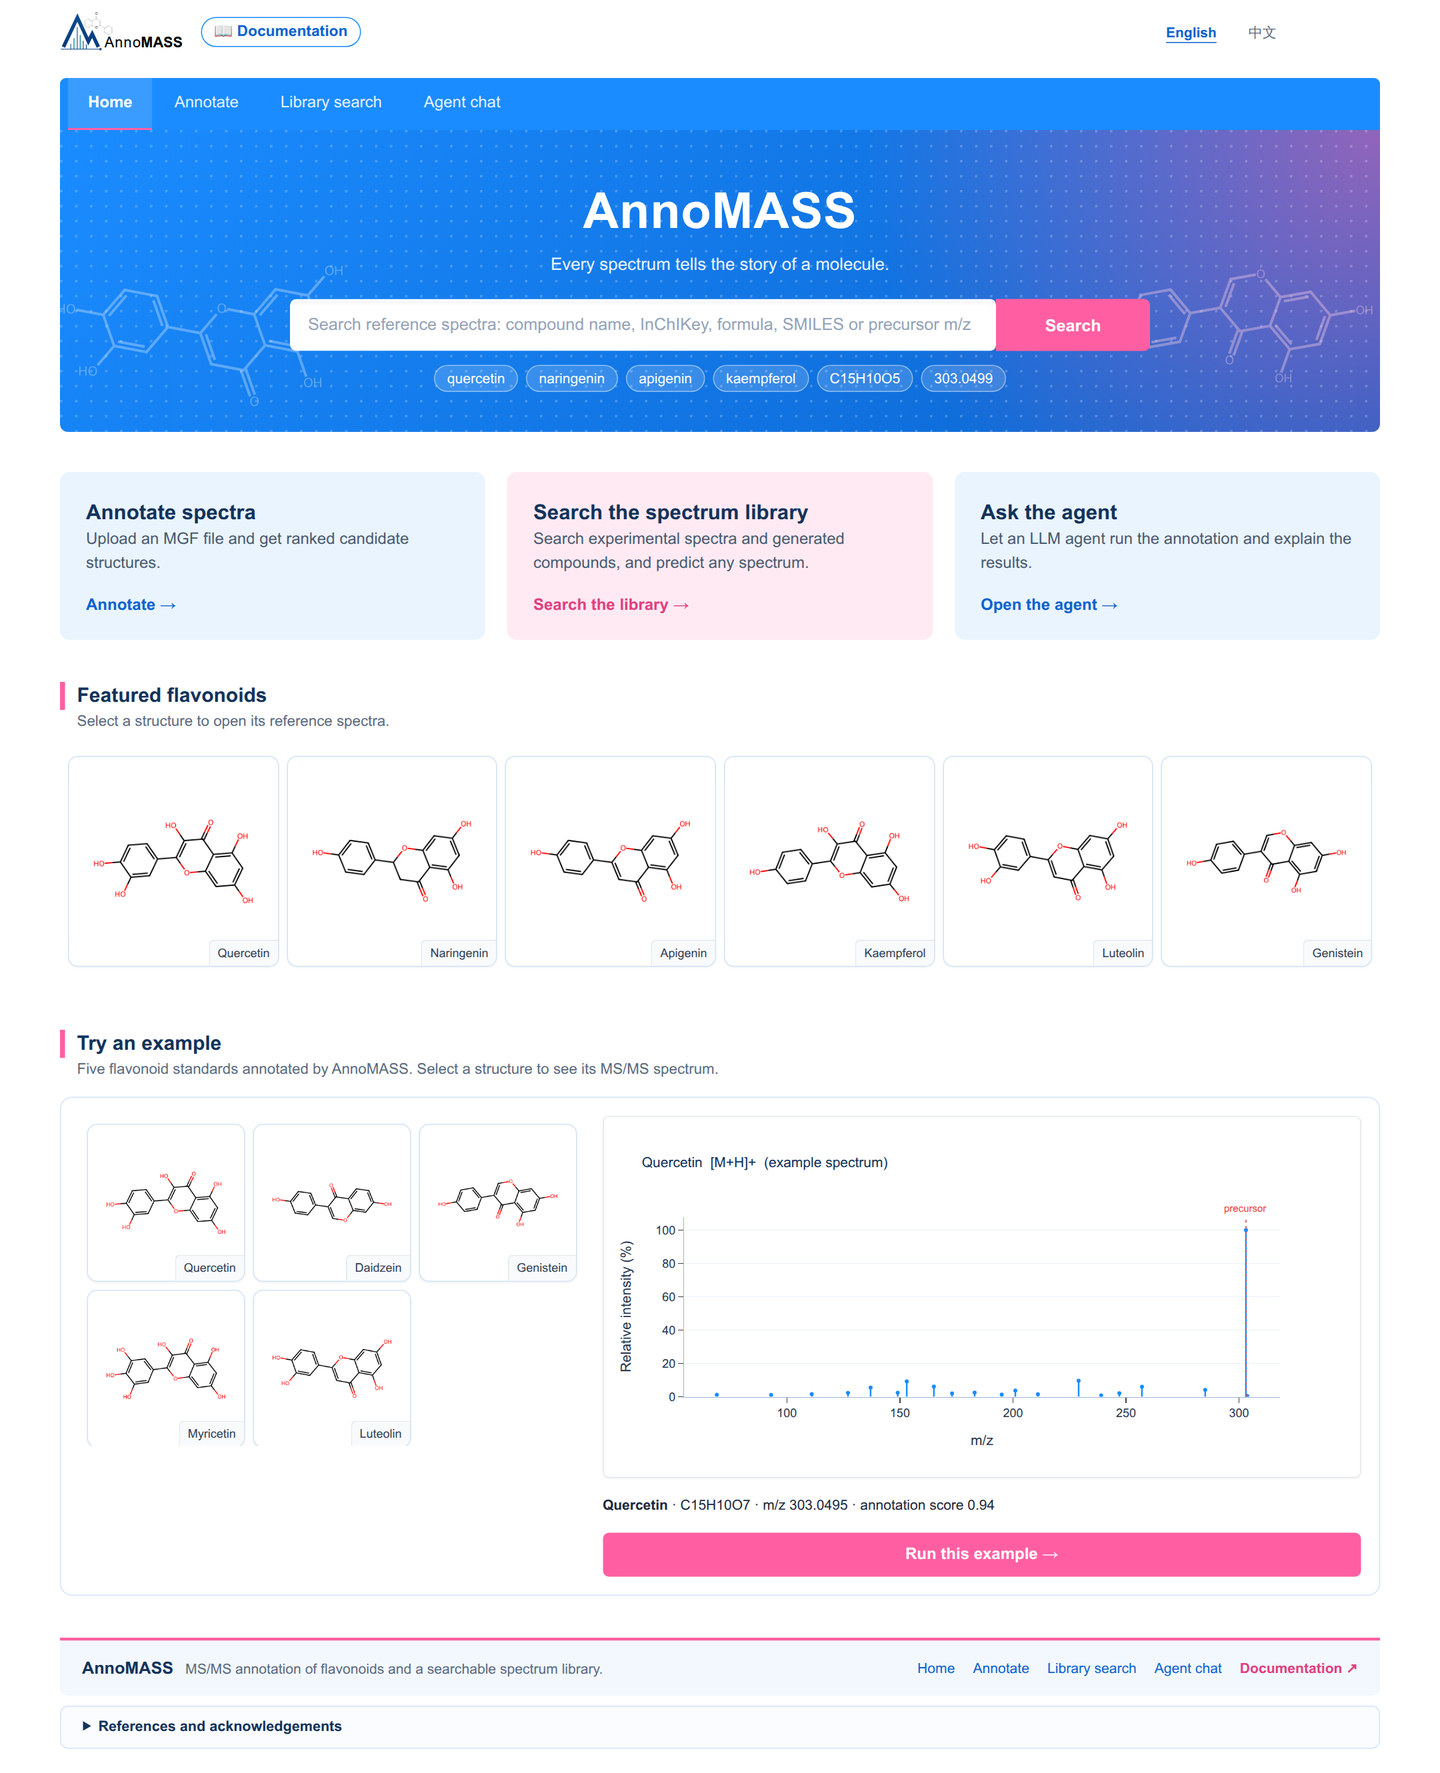 AnnoMASS
📖 Documentation
English
中文
Home
Annotate
Library search
Agent chat
AnnoMASS
Every spectrum tells the story of a molecule.
Search reference spectra: compound name, InChIKey, formula, SMILES or precursor m/z
Search
quercetin
naringenin
apigenin
kaempferol
C15H10O5
303.0499
Annotate spectra
Upload an MGF file and get ranked candidate
structures.
Annotate →
Search the spectrum library
Search experimental spectra and generated
compounds, and predict any spectrum.
Search the library →
Ask the agent
Let an LLM agent run the annotation and explain the
results.
Open the agent →
Featured flavonoids
Select a structure to open its reference spectra.
Quercetin
Naringenin
Apigenin
Kaempferol
Luteolin
Genistein
Try an example
Five flavonoid standards annotated by AnnoMASS. Select a structure to see its MS/MS spectrum.
Quercetin
Daidzein
Genistein
Myricetin
Luteolin
Quercetin [M+H]+ (example spectrum)
precursor
Relative intensity (%)
100
80
60
40
20
0
100
150
200
250
300
m/z
Quercetin · C15H10O7 · m/z 303.0495 · annotation score 0.94
Run this example →
AnnoMASS MS/MS annotation of flavonoids and a searchable spectrum library.
Home
Annotate
Library search
Agent chat
Documentation ↗
▶ References and acknowledgements